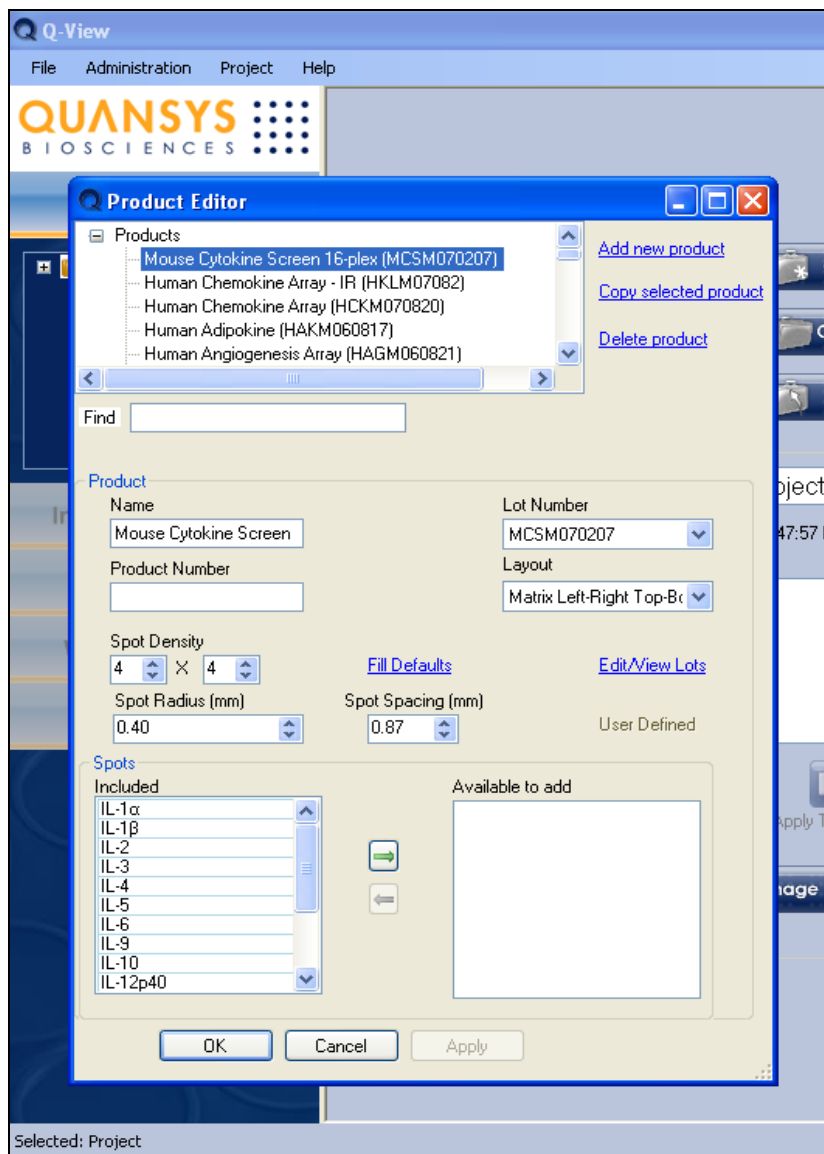 Q-View
File Administration Project Help
QUANSYS
BIOSCIENCES
Product Editor
Products
Mouse Cytokine Screen 16-plex (MCSM070207)
Human Chemokine Array - IR (HKLM07082)
Human Chemokine Array (HCKM070820)
Human Adipokine (HAKM060817)
Human Angiogenesis Array (HAGM060821)
Add new product
Copy selected product
Delete product
Find
Product
Name
Mouse Cytokine Screen
Lot Number
MCSM070207
Product Number
Layout
Matrix Left-Right Top-Bo
Spot Density
4 X 4
Fill Defaults
Edit/View Lots
Spot Radius (mm)
0.40
Spot Spacing (mm)
0.87
User Defined
Spots
Included
Available to add
IL-1α
IL-1β
IL-2
IL-3
IL-4
IL-5
IL-6
IL-9
IL-10
IL-12p40
OK Cancel Apply
oject
47:57
Apply T
nage
Selected: Project